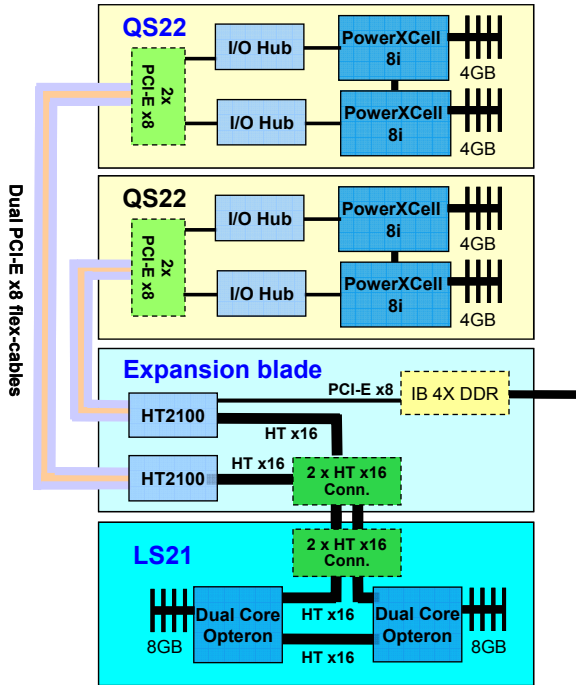 QS22
2x
PCI-E x8
I/O Hub
PowerXCell
8i
4GB
I/O Hub
PowerXCell
8i
4GB
QS22
2x
PCI-E x8
I/O Hub
PowerXCell
8i
4GB
I/O Hub
PowerXCell
8i
4GB
Dual PCI-E x8 flex-cables
Expansion blade
PCI-E x8
IB 4X DDR
HT2100
HT x16
HT2100
HT x16
2 x HT x16
Conn.
LS21
2 x HT x16
Conn.
8GB
Dual Core
Opteron
HT x16
HT x16
Dual Core
Opteron
8GB